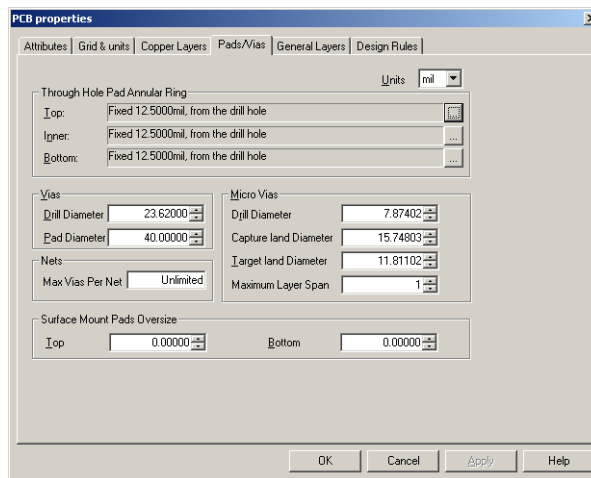 PCB properties
Attributes Grid & units Copper Layers Pads/Vias General Layers Design Rules
Units mil
Through Hole Pad Annular Ring
Top: Fixed 12.5000mil, from the drill hole
Inner: Fixed 12.5000mil, from the drill hole ...
Bottom: Fixed 12.5000mil, from the drill hole ...
Vias
Drill Diameter 23.62000
Pad Diameter 40.00000
Nets
Max Vias Per Net Unlimited
Micro Vias
Drill Diameter 7.87402
Capture land Diameter 15.74803
Target land Diameter 11.81102
Maximum Layer Span 1
Surface Mount Pads Oversize
Top 0.00000 Bottom 0.00000
OK Cancel Apply Help